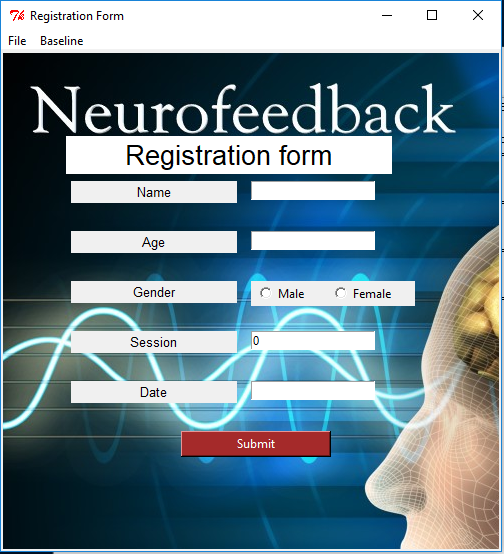 Registration Form
File Baseline
Neurofeedback
Registration form
Name
Age
Gender Male Female
Session 0
Date
Submit